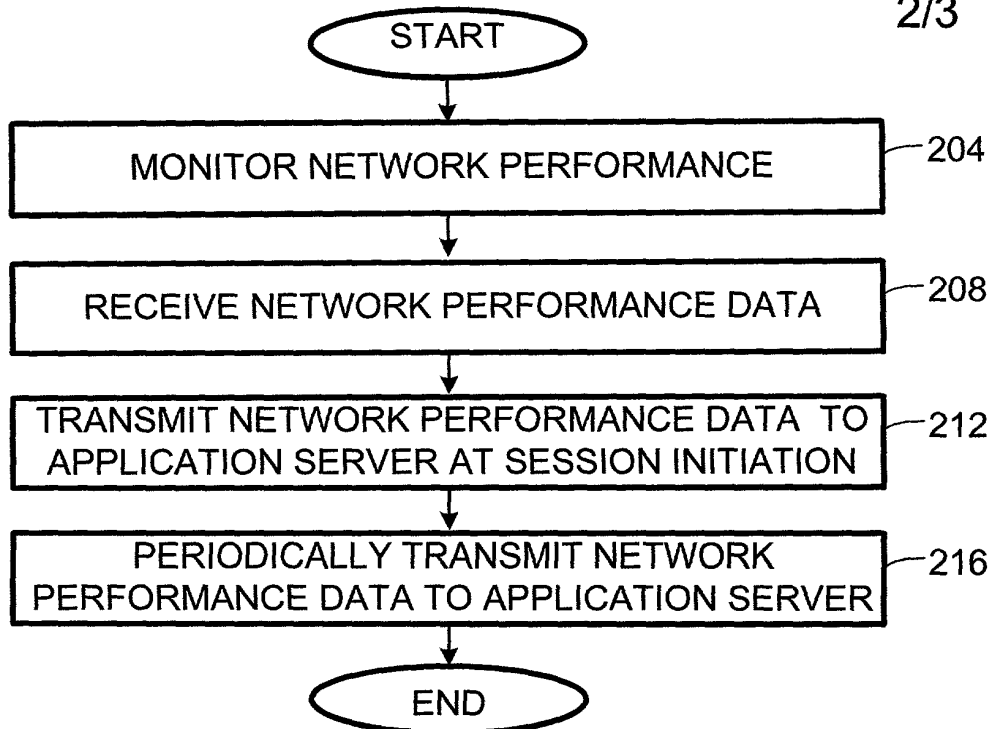 2/3
START
MONITOR NETWORK PERFORMANCE
204
RECEIVE NETWORK PERFORMANCE DATA
208
TRANSMIT NETWORK PERFORMANCE DATA TO
APPLICATION SERVER AT SESSION INITIATION
212
PERIODICALLY TRANSMIT NETWORK
PERFORMANCE DATA TO APPLICATION SERVER
216
END